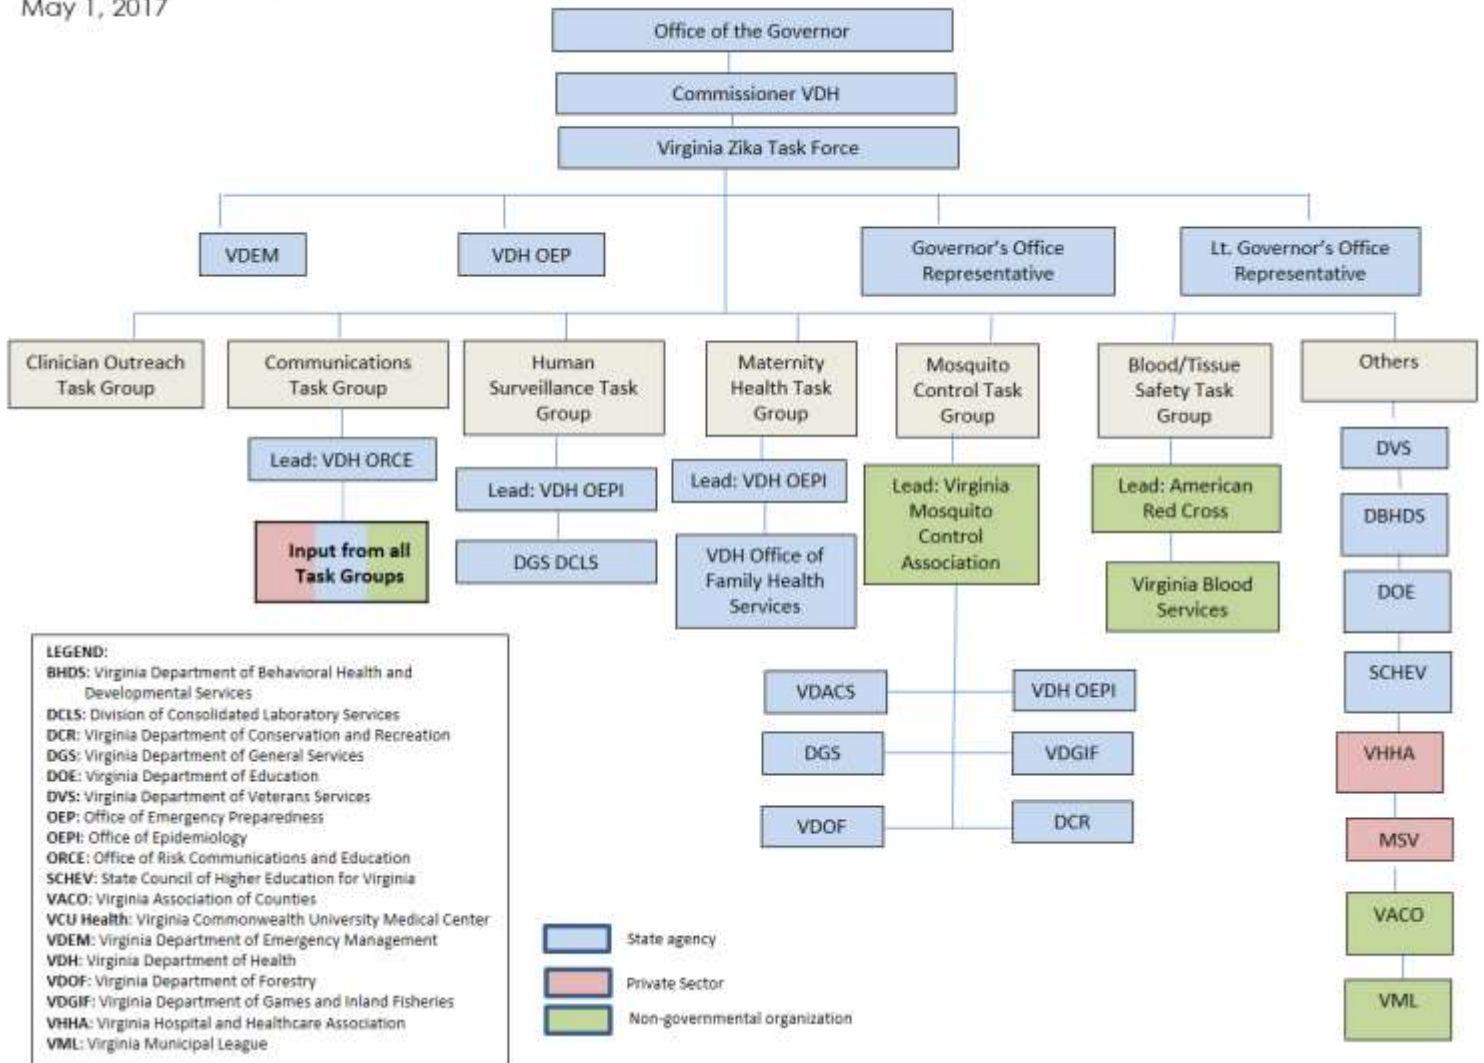 May 1, 2017
Office of the Governor
Commissioner VDH
Virginia Zika Task Force
VDEM
VDH OEP
Governor's Office
Representative
Lt. Governor's Office
Representative
Clinician Outreach
Task Group
Communications
Task Group
Human
Surveillance Task
Group
Maternity
Health Task
Group
Mosquito
Control Task
Group
Blood/Tissue
Safety Task
Group
Others
Lead: VDH ORCE
Input from all
Task Groups
Lead: VDH OEPI
DGS DCLS
Lead: VDH OEPI
VDH Office of
Family Health
Services
Lead: Virginia
Mosquito
Control
Association
VDACS
VDH OEPI
DGS
VDGIF
VDOF
DCR
Lead: American
Red Cross
Virginia Blood
Services
DVS
DBHDS
DOE
SCHEV
VHHA
MSV
VACO
VML
LEGEND:
BHDS: Virginia Department of Behavioral Health and
Developmental Services
DCLS: Division of Consolidated Laboratory Services
DCR: Virginia Department of Conservation and Recreation
DGS: Virginia Department of General Services
DOE: Virginia Department of Education
DVS: Virginia Department of Veterans Services
OEP: Office of Emergency Preparedness
OEPI: Office of Epidemiology
ORCE: Office of Risk Communications and Education
SCHEV: State Council of Higher Education for Virginia
VACO: Virginia Association of Counties
VCU Health: Virginia Commonwealth University Medical Center
VDEM: Virginia Department of Emergency Management
VDH: Virginia Department of Health
VDOF: Virginia Department of Forestry
VDGIF: Virginia Department of Games and Inland Fisheries
VHHA: Virginia Hospital and Healthcare Association
VML: Virginia Municipal League
State agency
Private Sector
Non-governmental organization